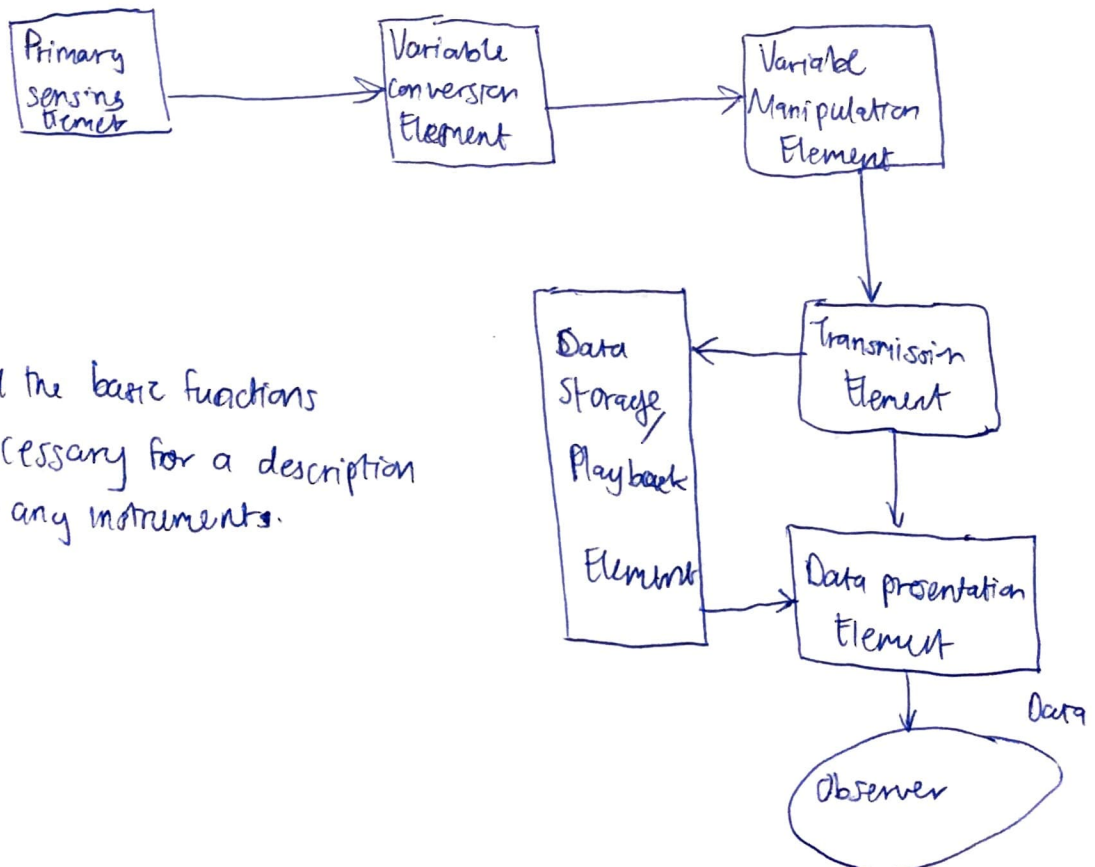 Primary
sensing
Variable
Conversion
Element
Variable
Manipulation
Element
Transmission
Element
Data
Storage/
Playback
Element
the basic functions
cessary for a description
any instruments.
Data presentation
Element
Data
Observer